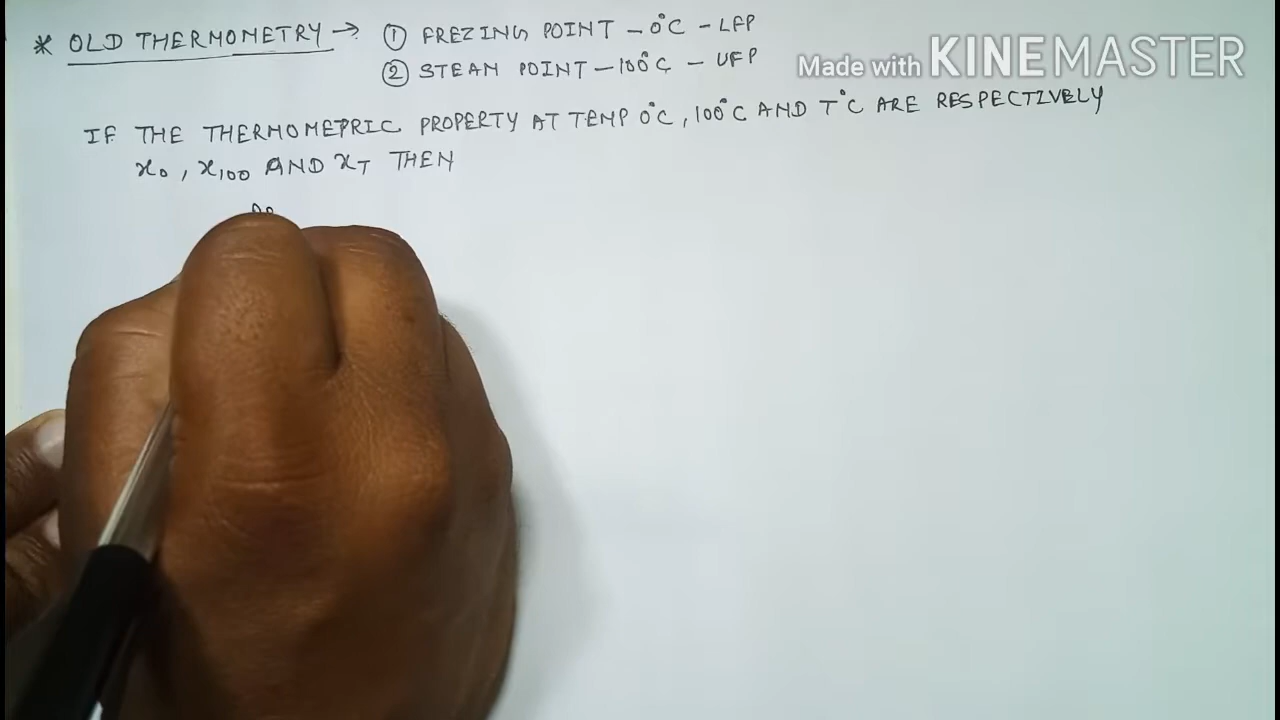 * OLD THERMOMETRY → ① FREZING POINT - 0°C - LFP
② STEAM POINT - 100°C - UFP
Made with KINEMASTER
IF THE THERMOMETRIC PROPERTY AT TEMP 0°C, 100°C AND T°C ARE RESPECTIVELY
x₀, x₁₀₀ AND x_T THEN